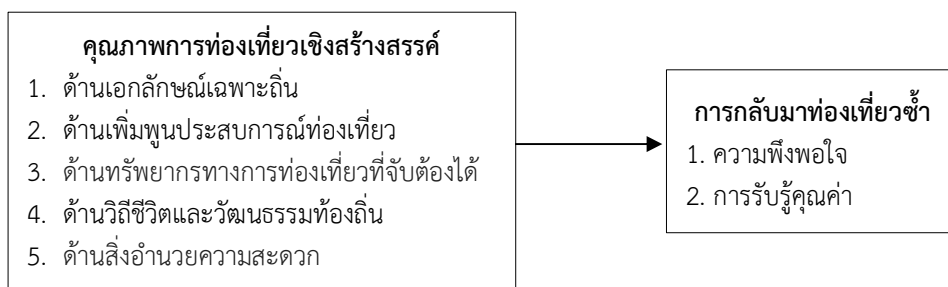 คุณภาพการท่องเที่ยวเชิงสร้างสรรค์
1. ด้านเอกลักษณ์เฉพาะถิ่น
2. ด้านเพิ่มพูนประสบการณ์ท่องเที่ยว
3. ด้านทรัพยากรทางการท่องเที่ยวที่จับต้องได้
4. ด้านวิถีชีวิตและวัฒนธรรมท้องถิ่น
5. ด้านสิ่งอำนวยความสะดวก
การกลับมาท่องเที่ยวซ้ำ
1. ความพึงพอใจ
2. การรับรู้คุณค่า